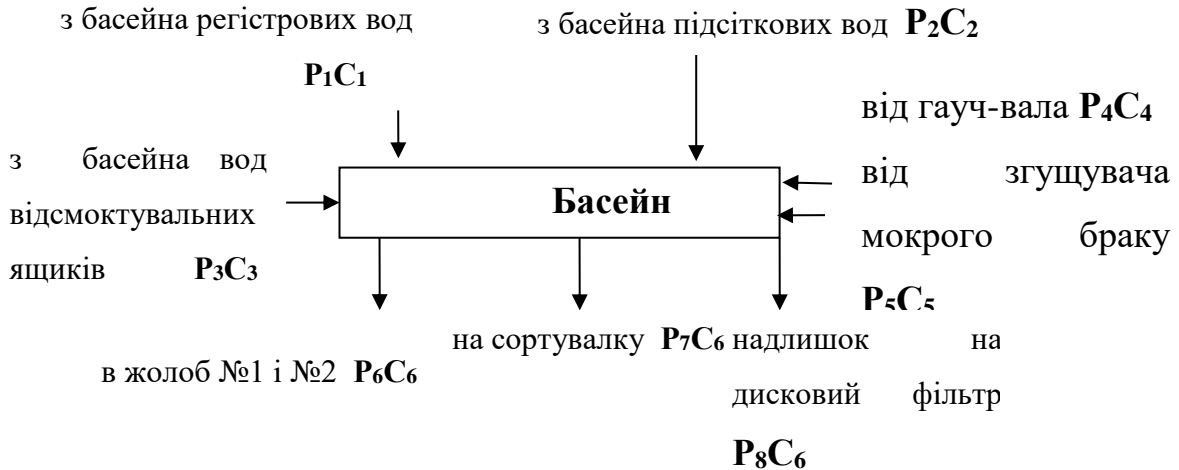 з басейна регістрових вод
P₁C₁
з басейна підсіткових вод P₂C₂
від гауч-вала P₄C₄
від згущувача
мокрого браку
P₅C₅
з басейна вод
відсмоктувальних
ящиків P₃C₃
Басейн
в жолоб №1 і №2 P₆C₆
на сортувалку P₇C₆
надлишок на
дисковий фільтр
P₈C₆